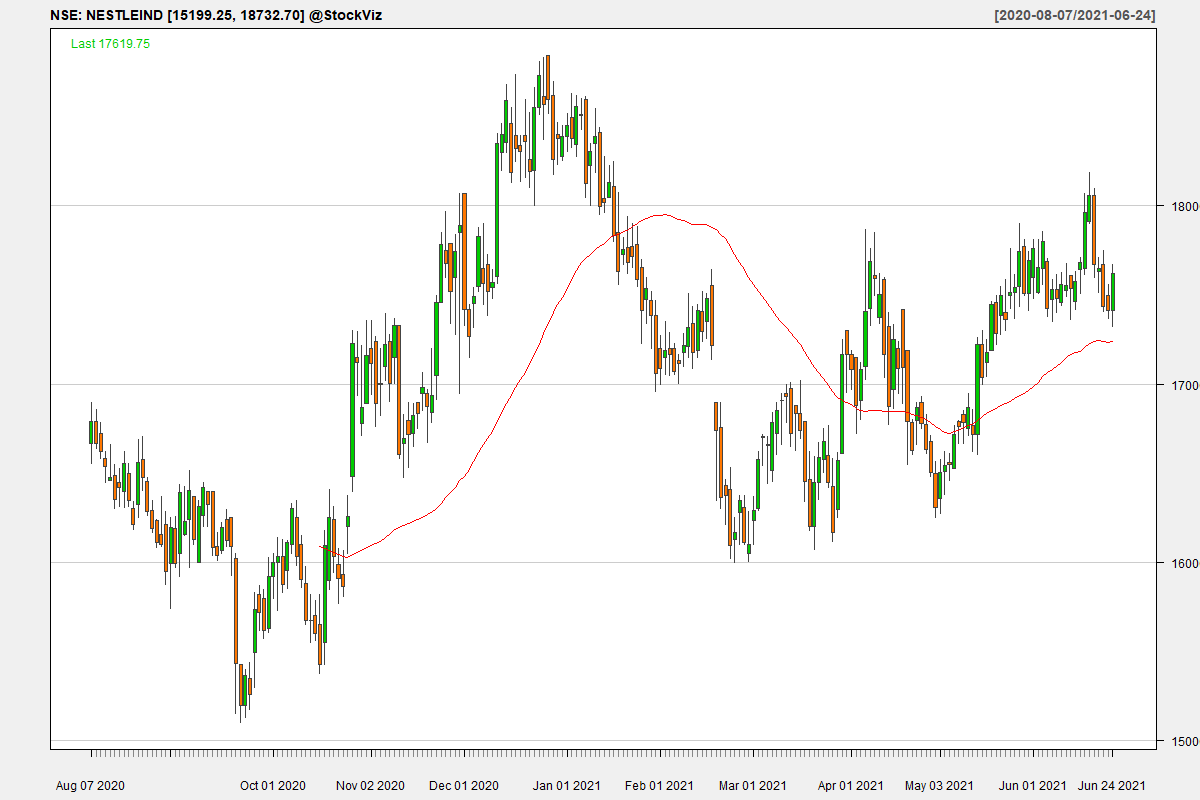 NSE: NESTLEIND [15199.25, 18732.70] @StockViz
[2020-08-07/2021-06-24]
Last 17619.75
1800
1700
1600
1500
Aug 07 2020
Oct 01 2020
Nov 02 2020
Dec 01 2020
Jan 01 2021
Feb 01 2021
Mar 01 2021
Apr 01 2021
May 03 2021
Jun 01 2021
Jun 24 2021